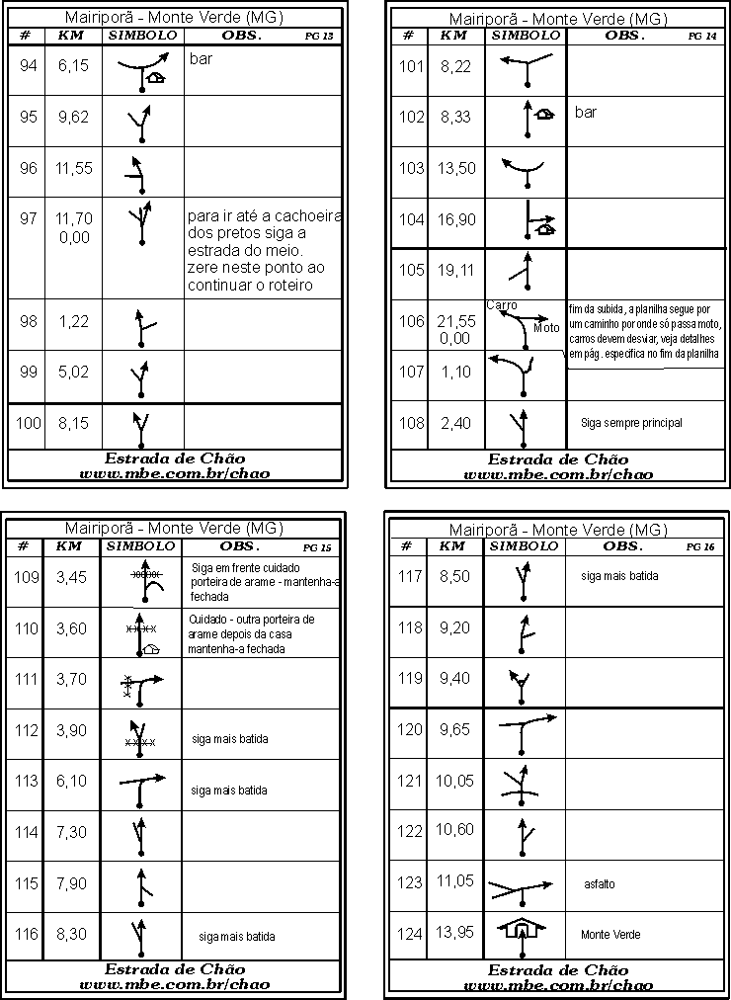 Mairiporã - Monte Verde (MG)
# KM SIMBOLO OBS. PG 13
94 6,15 bar
95 9,62
96 11,55
97 11,70 para ir até a cachoeira
0,00 dos pretos siga a
estrada do meio.
zere neste ponto ao
continuar o roteiro
98 1,22
99 5,02
100 8,15
Estrada de Chão
www.mbe.com.br/chao
Mairiporã - Monte Verde (MG)
# KM SIMBOLO OBS. PG 14
101 8,22
102 8,33 bar
103 13,50
104 16,90
105 19,11
106 21,55 Carro fim da subida, a planilha segue por
0,00 Moto um caminho por onde só passa moto,
carros devem desviar, veja detalhes
em pág. especifica no fim da planilha
107 1,10
108 2,40 Siga sempre principal
Estrada de Chão
www.mbe.com.br/chao
Mairiporã - Monte Verde (MG)
# KM SIMBOLO OBS. PG 15
109 3,45 Siga em frente cuidado
porteira de arame - mantenha-a
fechada
110 3,60 Cuidado - outra porteira de
arame depois da casa
mantenha-a fechada
111 3,70
112 3,90 siga mais batida
113 6,10 siga mais batida
114 7,30
115 7,90
116 8,30 siga mais batida
Estrada de Chão
www.mbe.com.br/chao
Mairiporã - Monte Verde (MG)
# KM SIMBOLO OBS. PG 16
117 8,50 siga mais batida
118 9,20
119 9,40
120 9,65
121 10,05
122 10,60
123 11,05 asfalto
124 13,95 Monte Verde
Estrada de Chão
www.mbe.com.br/chao